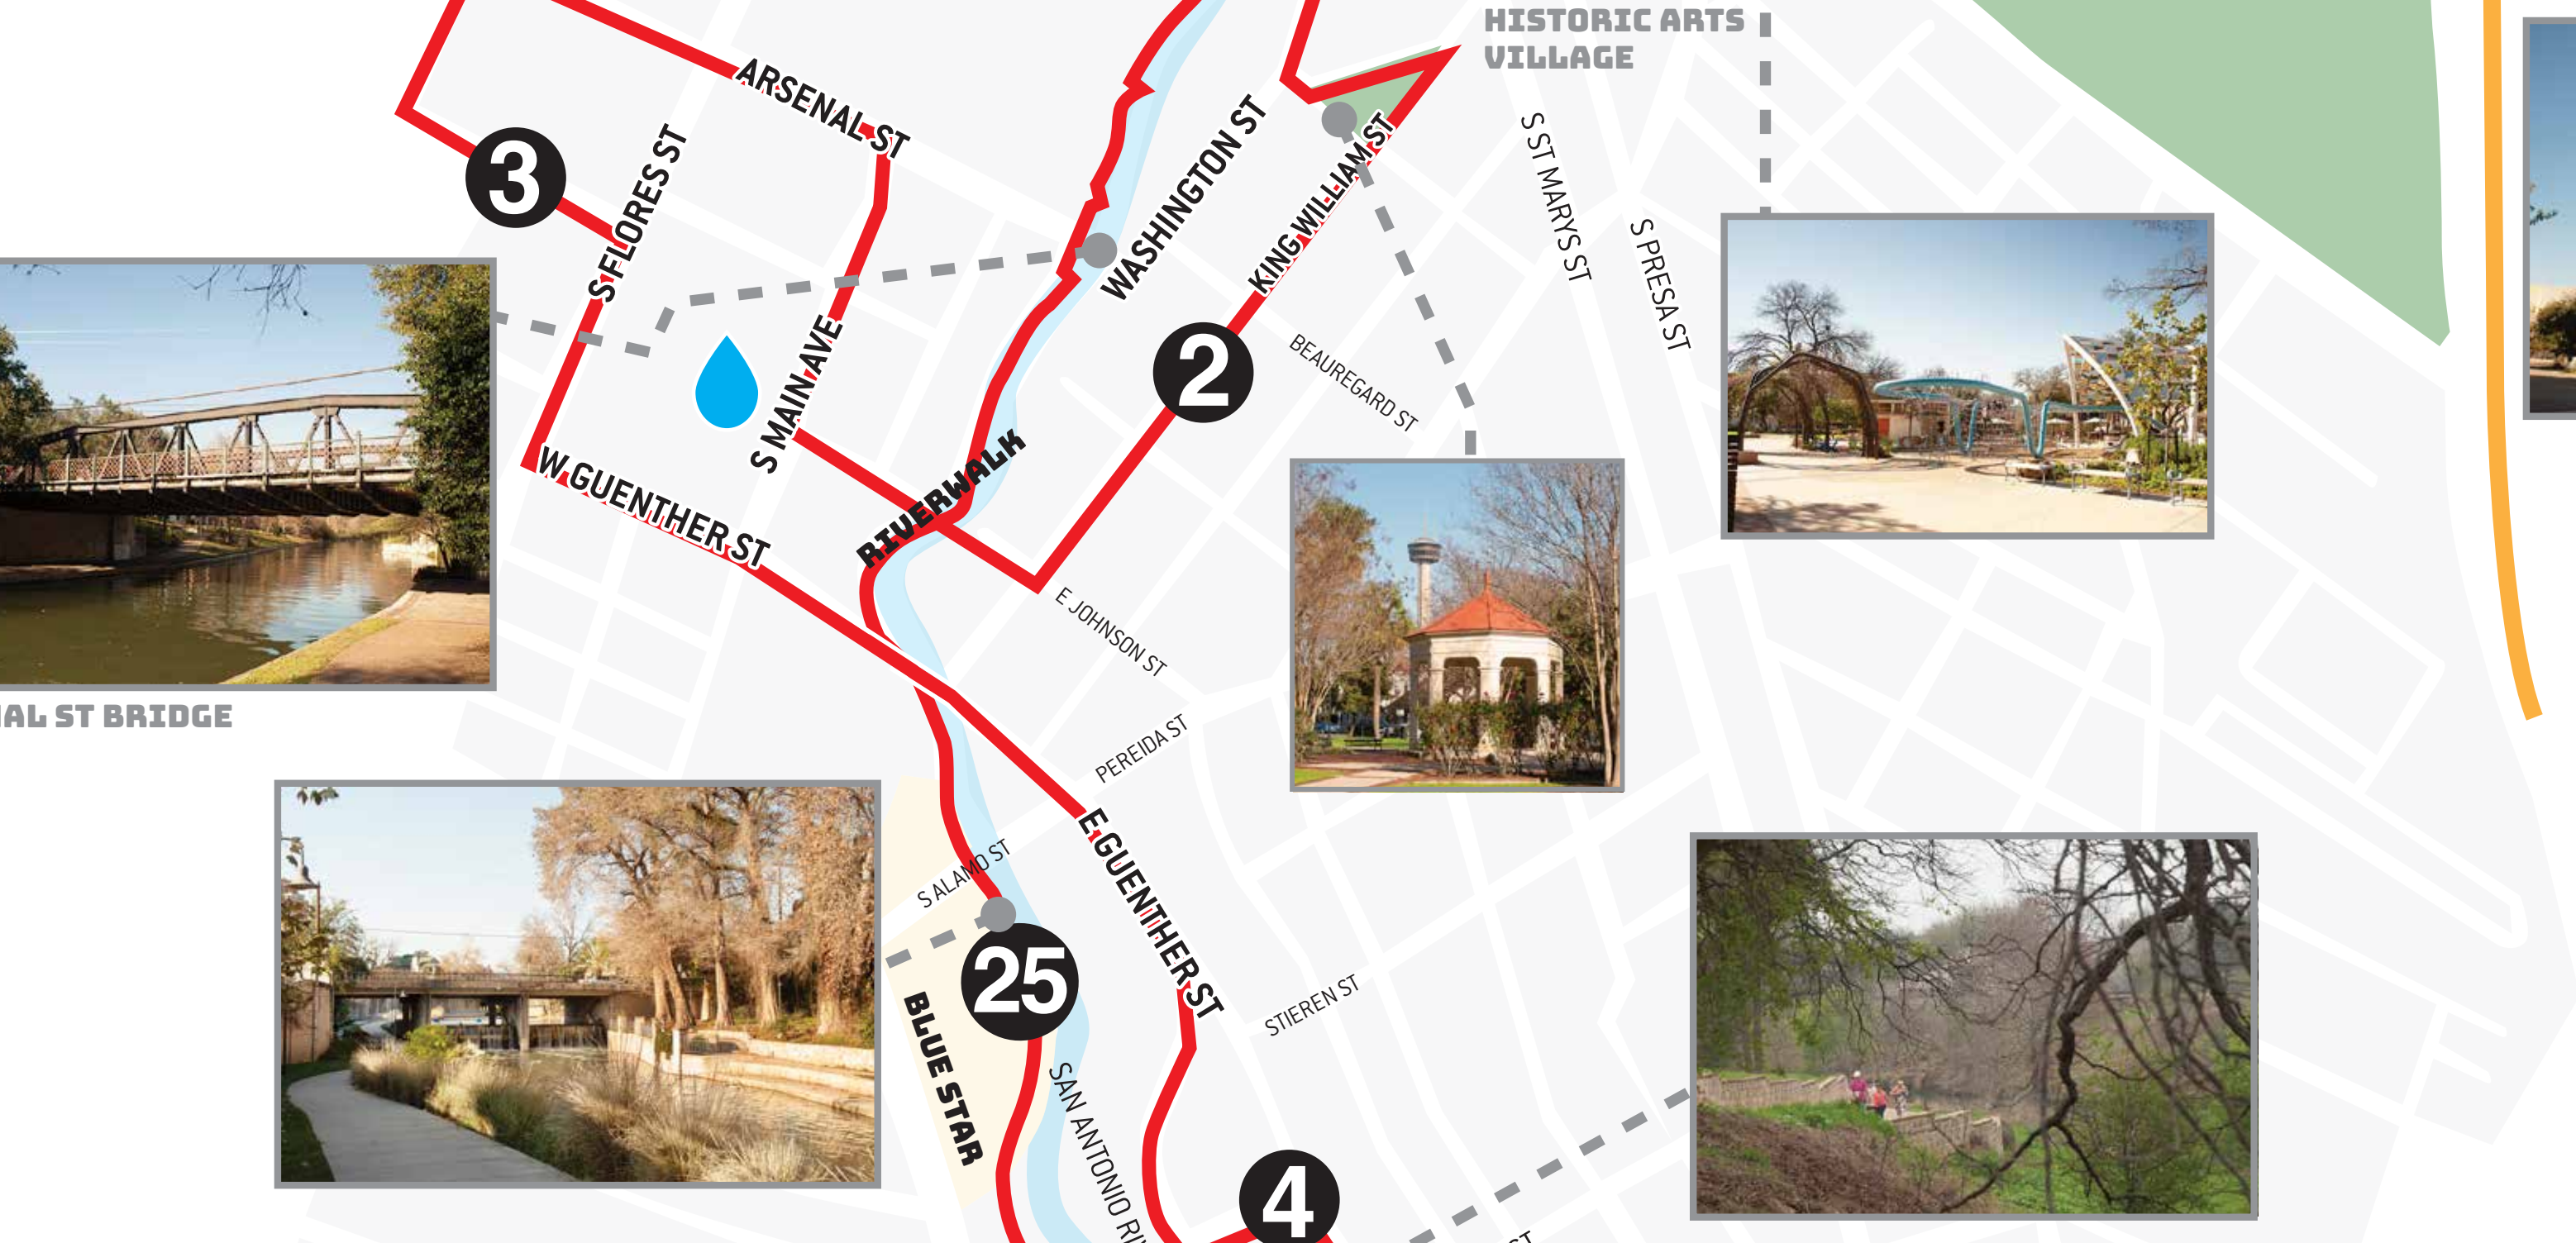 HISTORIC ARTS
VILLAGE
ARSENAL ST
3
S FLORES ST
WASHINGTON ST
KING WILLIAM ST
S ST MARYS ST
S PRESA ST
2
BEAUREGARD ST
S MAIN AVE
W GUENTHER ST
RIVERWALK
E JOHNSON ST
ST BRIDGE
PEREIDA ST
S ALAMO ST
E GUENTHER ST
25
STIEREN ST
BLUE STAR
SAN ANTONIO
4
ST